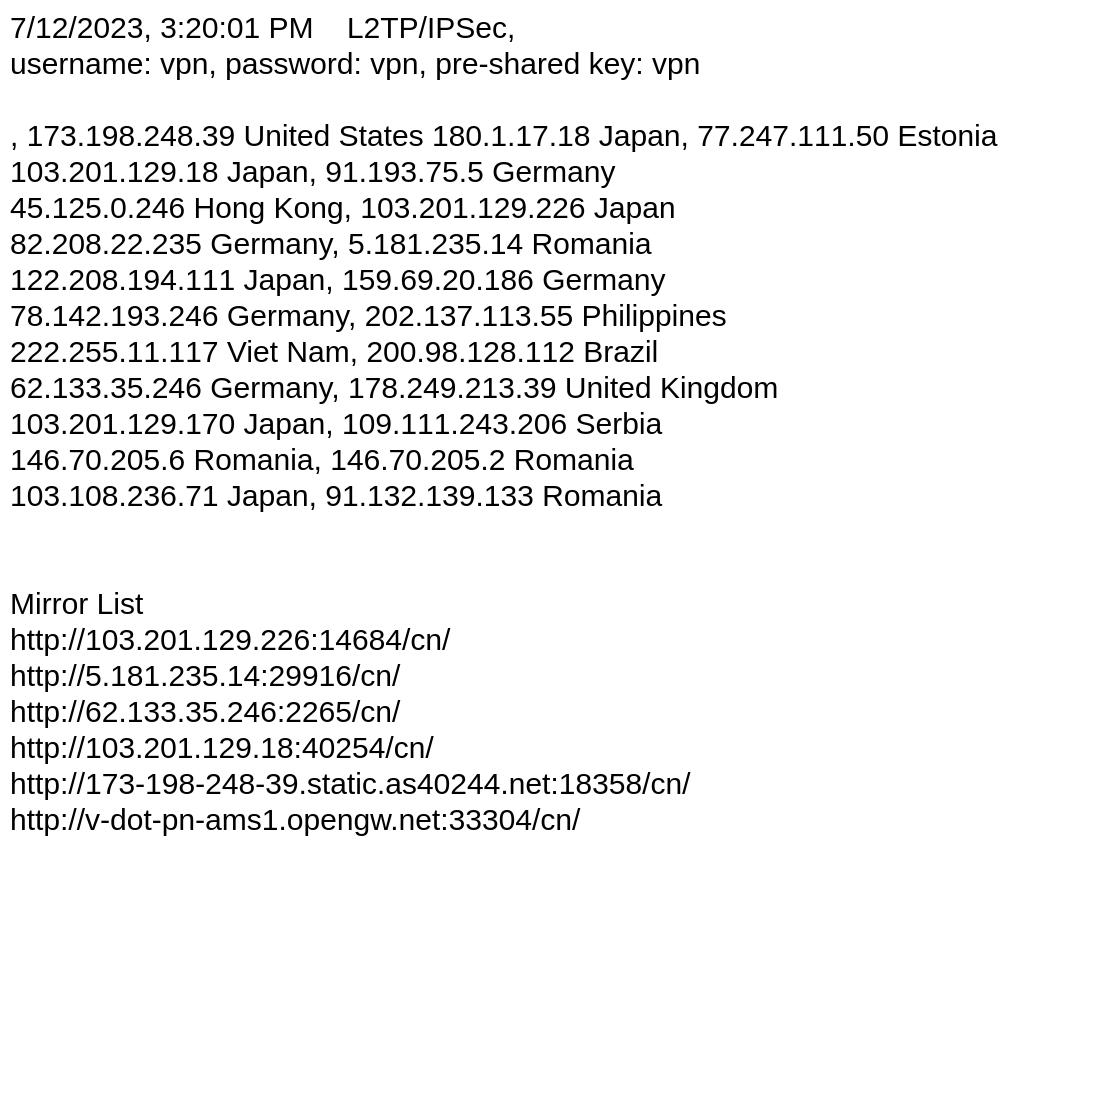 7/12/2023, 3:20:01 PM    L2TP/IPSec,
username: vpn, password: vpn, pre-shared key: vpn
, 173.198.248.39 United States 180.1.17.18 Japan, 77.247.111.50 Estonia
103.201.129.18 Japan, 91.193.75.5 Germany
45.125.0.246 Hong Kong, 103.201.129.226 Japan
82.208.22.235 Germany, 5.181.235.14 Romania
122.208.194.111 Japan, 159.69.20.186 Germany
78.142.193.246 Germany, 202.137.113.55 Philippines
222.255.11.117 Viet Nam, 200.98.128.112 Brazil
62.133.35.246 Germany, 178.249.213.39 United Kingdom
103.201.129.170 Japan, 109.111.243.206 Serbia
146.70.205.6 Romania, 146.70.205.2 Romania
103.108.236.71 Japan, 91.132.139.133 Romania
Mirror List
http://103.201.129.226:14684/cn/
http://5.181.235.14:29916/cn/
http://62.133.35.246:2265/cn/
http://103.201.129.18:40254/cn/
http://173-198-248-39.static.as40244.net:18358/cn/
http://v-dot-pn-ams1.opengw.net:33304/cn/